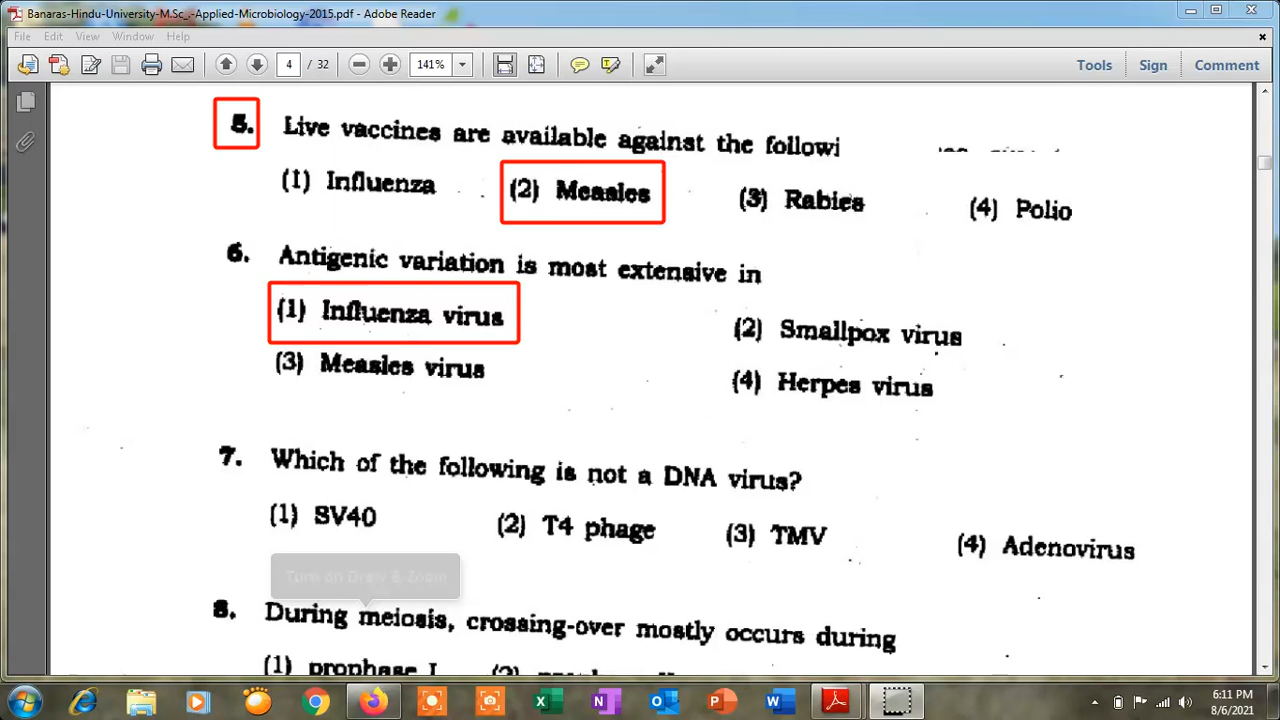 Banaras-Hindu-University-M.Sc_-Applied-Microbiology-2015.pdf - Adobe Reader
File Edit View Window Help
4 / 32 141% Tools Sign Comment
5. Live vaccines are available against the followi
(1) Influenza (2) Measles (3) Rabies (4) Polio
6. Antigenic variation is most extensive in
(1) Influenza virus (2) Smallpox virus
(3) Measles virus (4) Herpes virus
7. Which of the following is not a DNA virus?
(1) SV40 (2) T4 phage (3) TMV (4) Adenovirus
Turn on Draw & Zoom
8. During meiosis, crossing-over mostly occurs during
(1) prophase I (2)
6:11 PM
8/6/2021